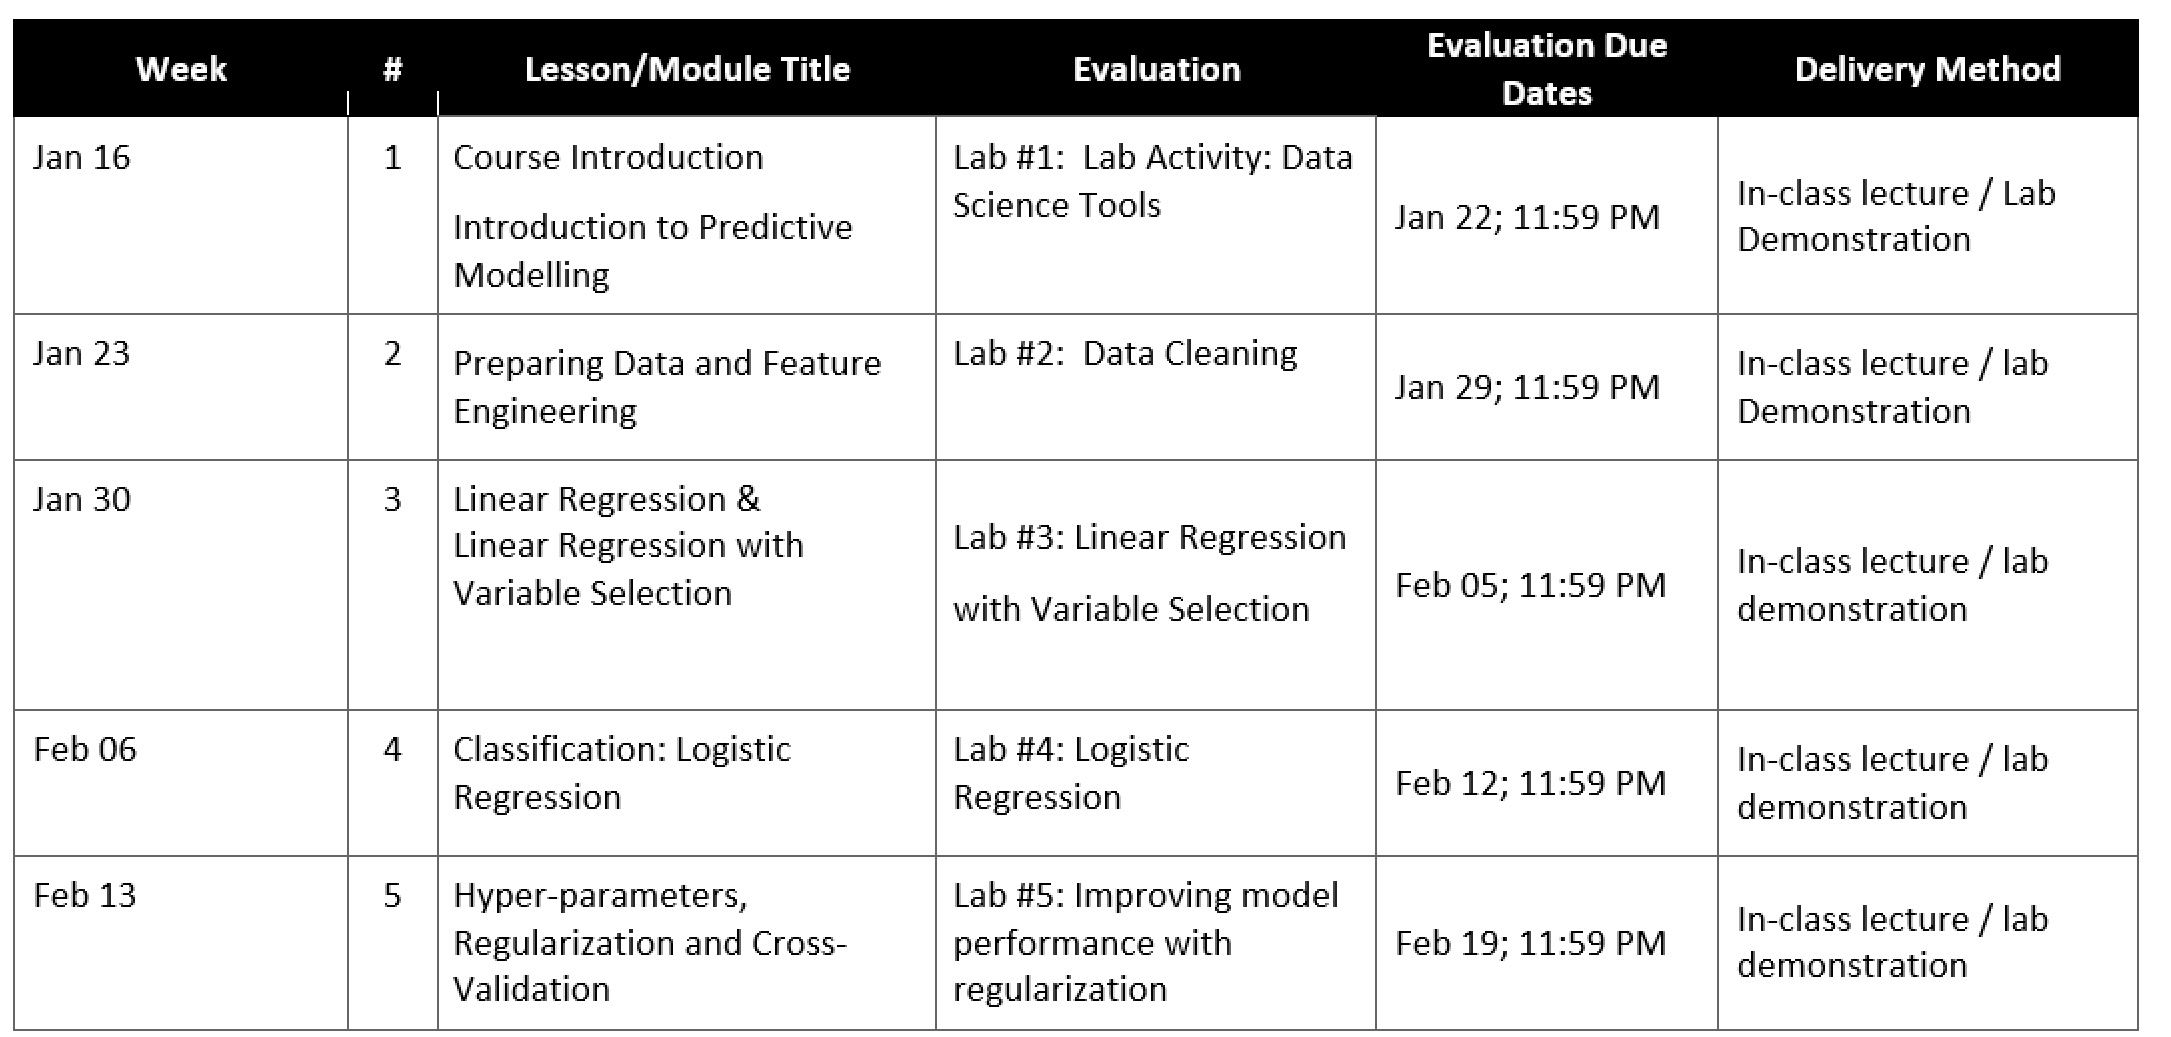 Week # Lesson/Module Title Evaluation Evaluation Due
Dates Delivery Method
Jan 16 1 Course Introduction
Introduction to Predictive
Modelling
Lab #1:  Lab Activity: Data
Science Tools
Jan 22; 11:59 PM
In-class lecture / Lab
Demonstration
Jan 23 2 Preparing Data and Feature
Engineering
Lab #2:  Data Cleaning
Jan 29; 11:59 PM
In-class lecture / lab
Demonstration
Jan 30 3 Linear Regression &
Linear Regression with
Variable Selection
Lab #3: Linear Regression
with Variable Selection
Feb 05; 11:59 PM
In-class lecture / lab
demonstration
Feb 06 4 Classification: Logistic
Regression
Lab #4: Logistic
Regression
Feb 12; 11:59 PM
In-class lecture / lab
demonstration
Feb 13 5 Hyper-parameters,
Regularization and Cross-
Validation
Lab #5: Improving model
performance with
regularization
Feb 19; 11:59 PM
In-class lecture / lab
demonstration